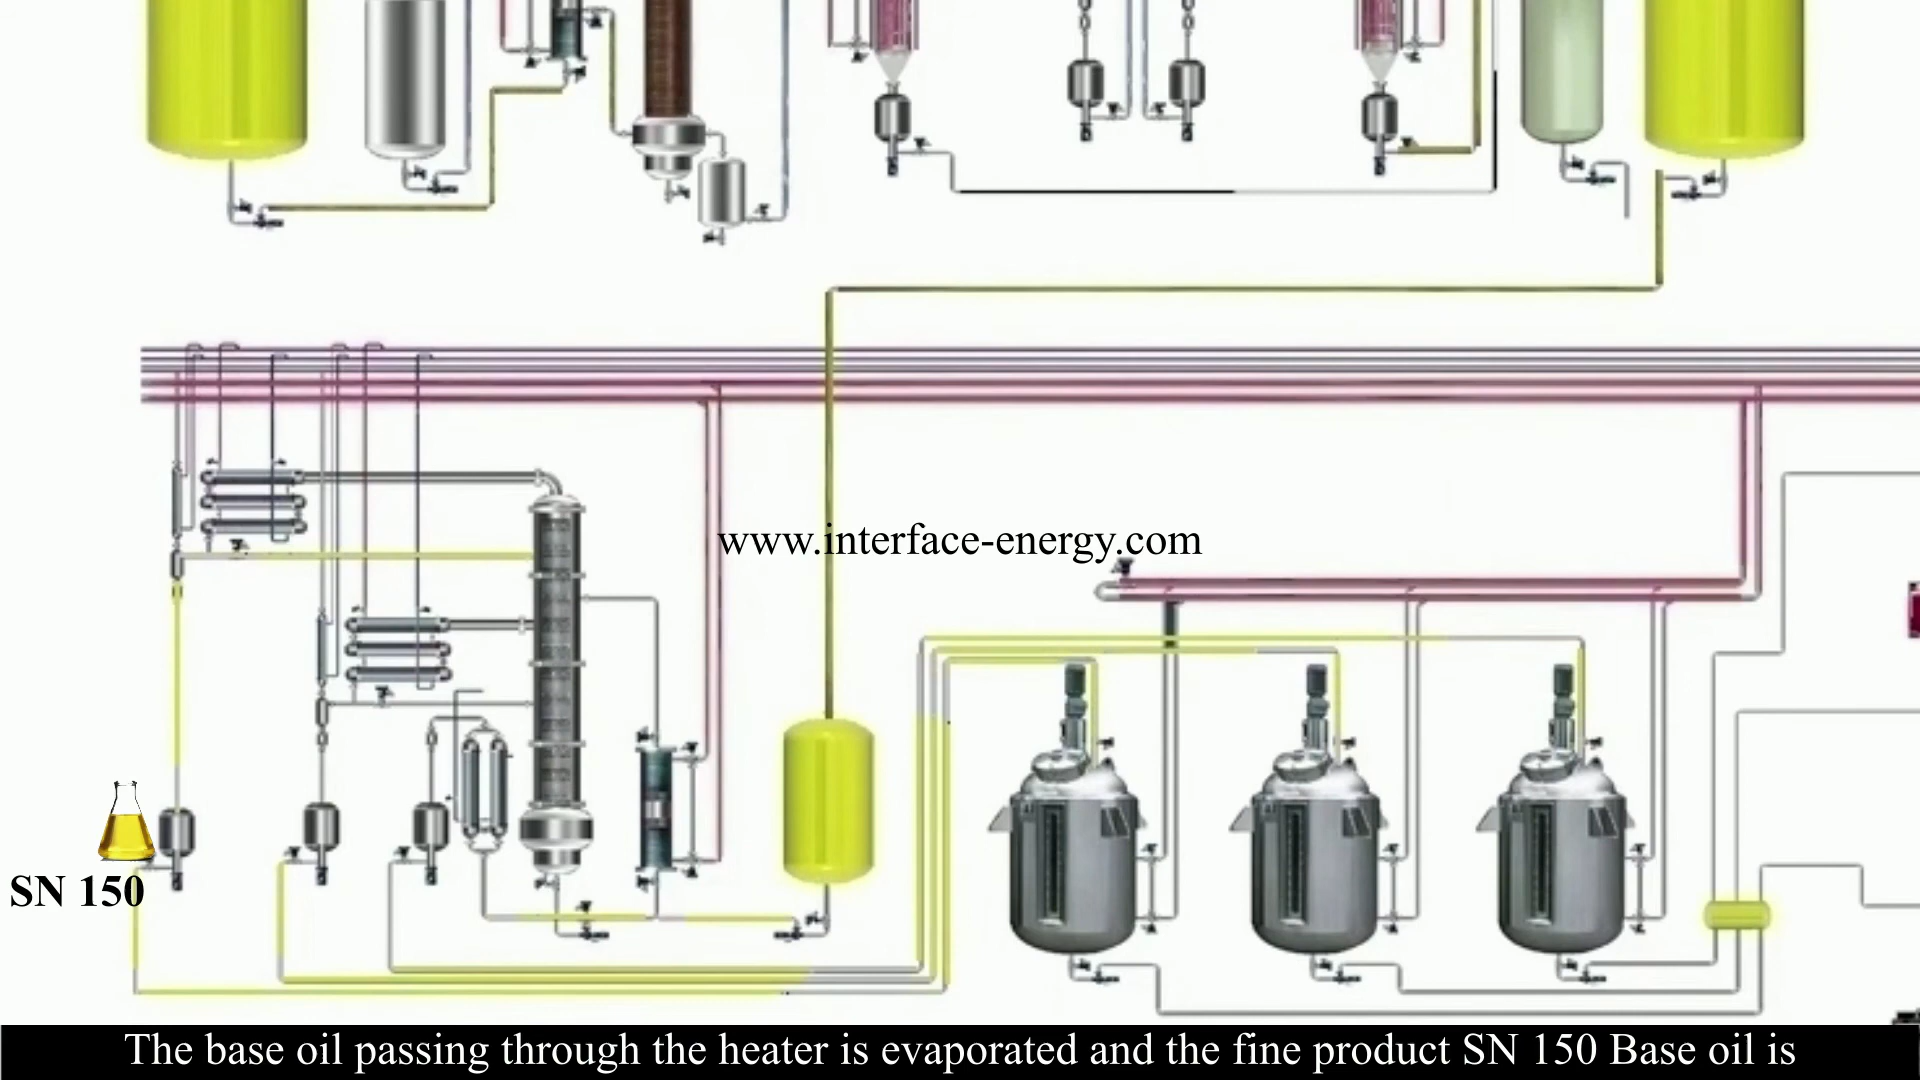 www.interface-energy.com
SN 150
The base oil passing through the heater is evaporated and the fine product SN 150 Base oil is